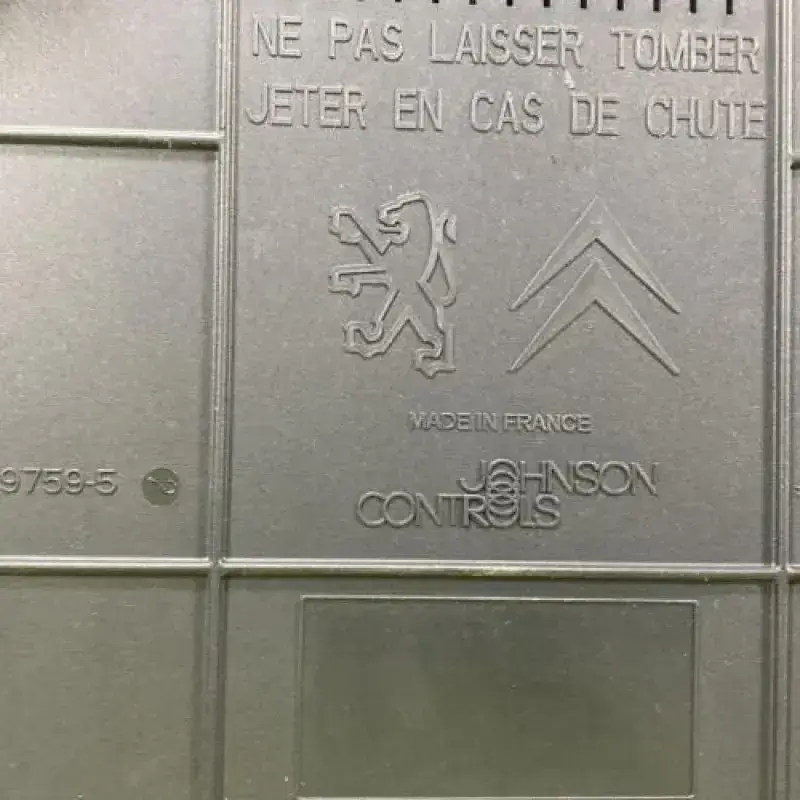 NE PAS LAISSER TOMBER
JETER EN CAS DE CHUTE
MADE IN FRANCE
9759-5
JOHNSON
CONTROLS